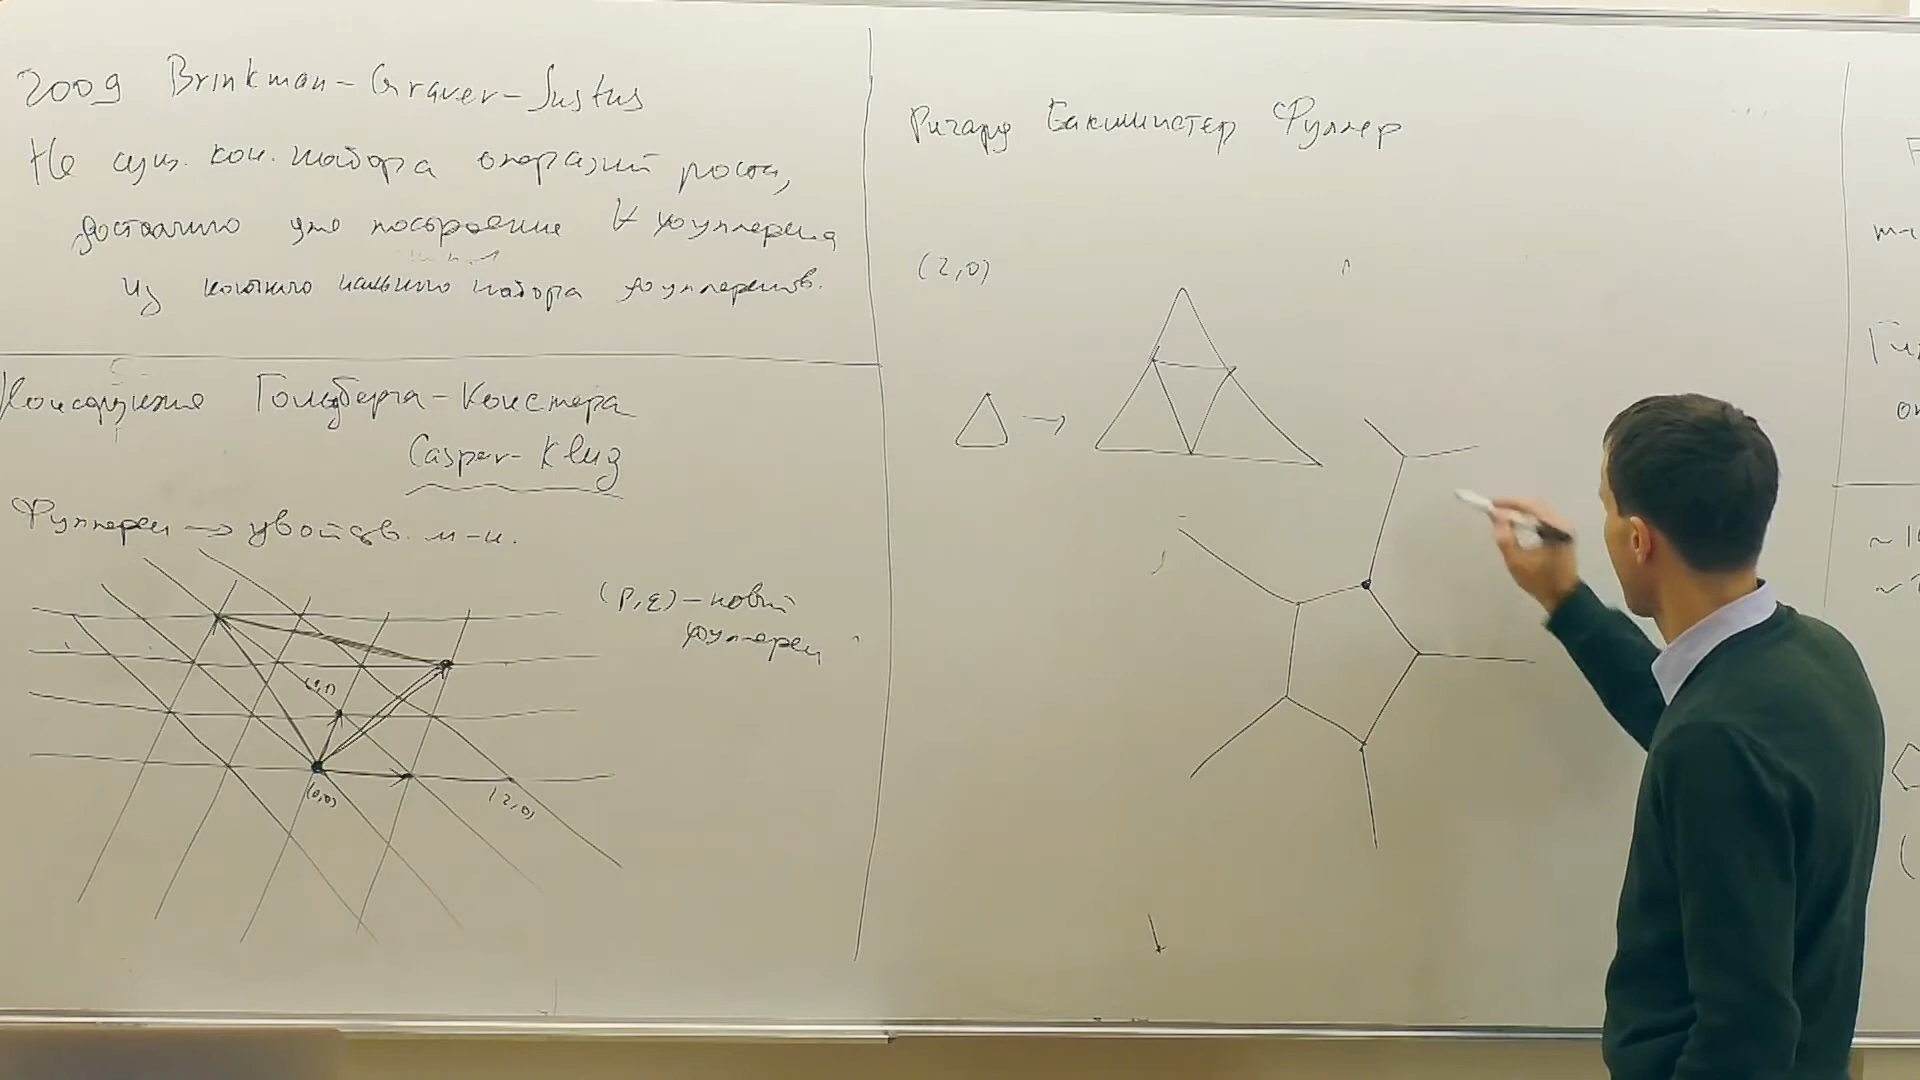 2009 Brinkman-Graver-Justus
Не сущ. кон. набора операций роста,
достаточно для построения ∀ фуллерена
из конечного набора фуллеренов.
Конструкция Гольдберга-Кокстера
Casper-Klug
Фуллерен → двойств. м-к.
(p,q)-новый
фуллерен
(1,1)
(0,0)
(2,0)
Ричард Бакминстер Фуллер
(2,0)
→